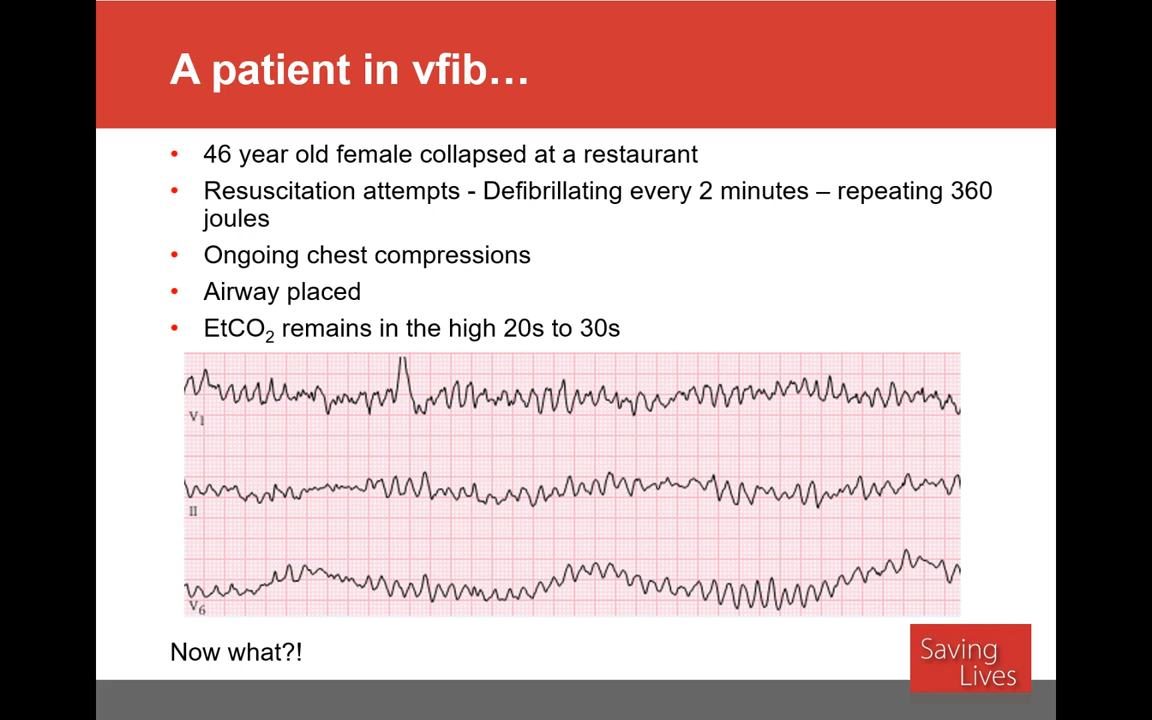 A patient in vfib…
• 46 year old female collapsed at a restaurant
• Resuscitation attempts - Defibrillating every 2 minutes – repeating 360
joules
• Ongoing chest compressions
• Airway placed
• EtCO₂ remains in the high 20s to 30s
V1
II
V6
Now what?!
Saving
Lives